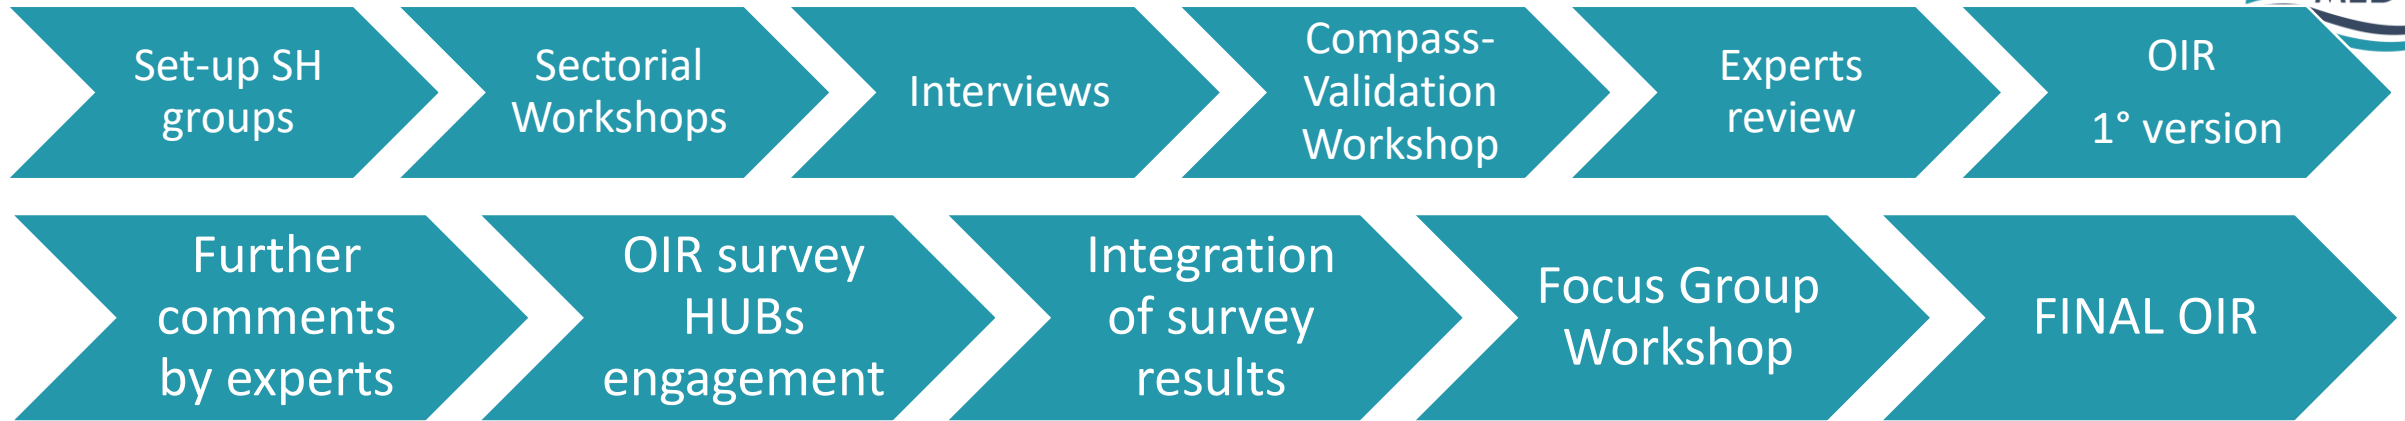 Set-up SH
groups
Sectorial
Workshops
Interviews
Compass-
Validation
Workshop
Experts
review
OIR
1° version
Further
comments
by experts
OIR survey
HUBs
engagement
Integration
of survey
results
Focus Group
Workshop
FINAL OIR